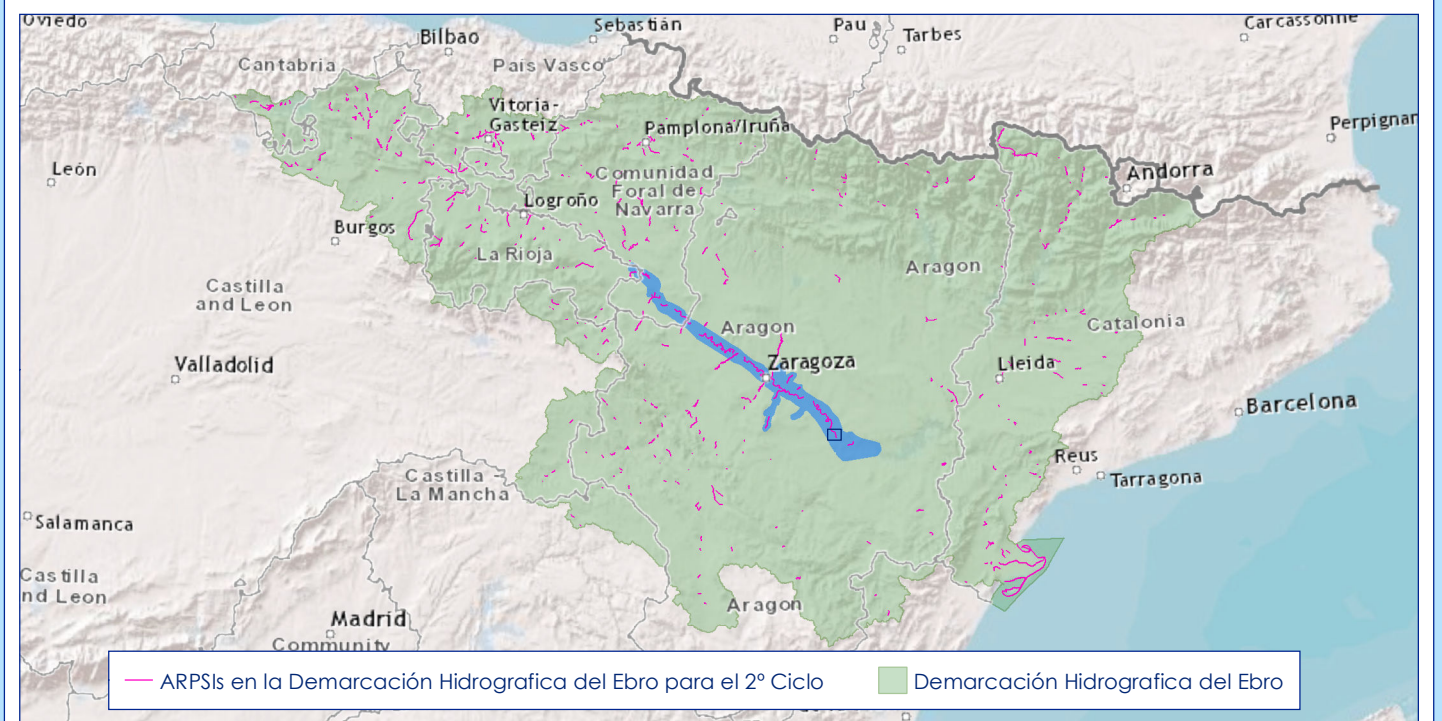 Oviedo
Sebastián
Pau
Tarbes
Carcassonne
Bilbao
Cantabria
Pais Vasco
Vitoria-
Gasteiz
Pamplona/Iruña
Perpignan
León
Comunidad
Foral de
Navarra
Andorra
Logroño
Burgos
La Rioja
Aragon
Castilla
and Leon
Aragon
Catalonia
Valladolid
Zaragoza
Lleida
Barcelona
Reus
Castilla
La Mancha
Tarragona
Salamanca
Castilla
nd Leon
Aragon
Madrid
Community
ARPSIs en la Demarcación Hidrografica del Ebro para el 2º Ciclo
Demarcación Hidrografica del Ebro